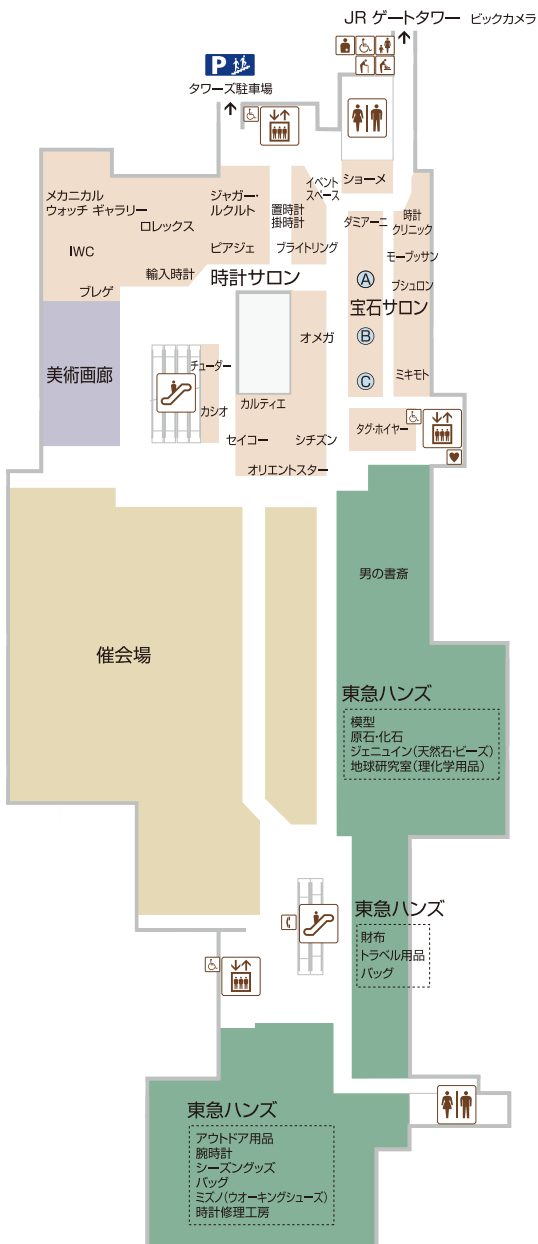 JR ゲートタワー ビックカメラ
P
タワーズ駐車場
ショーメ
イベント
スペース
メカニカル
ウォッチ ギャラリー
ジャガー・
ルクルト
置時計
掛時計
ダミアーニ
時計
クリニック
ロレックス
IWC
ピアジェ
ブライトリング
モーブッサン
輸入時計
時計サロン
A
ブシュロン
ブレゲ
宝石サロン
オメガ
B
美術画廊
チューダー
ミキモト
C
カルティエ
カシオ
タグ・ホイヤー
セイコー
シチズン
オリエントスター
男の書斎
催会場
東急ハンズ
模型
原石・化石
ジェニュイン(天然石・ビーズ)
地球研究室(理化学用品)
東急ハンズ
財布
トラベル用品
バッグ
東急ハンズ
アウトドア用品
腕時計
シーズングッズ
バッグ
ミズノ(ウオーキングシューズ)
時計修理工房